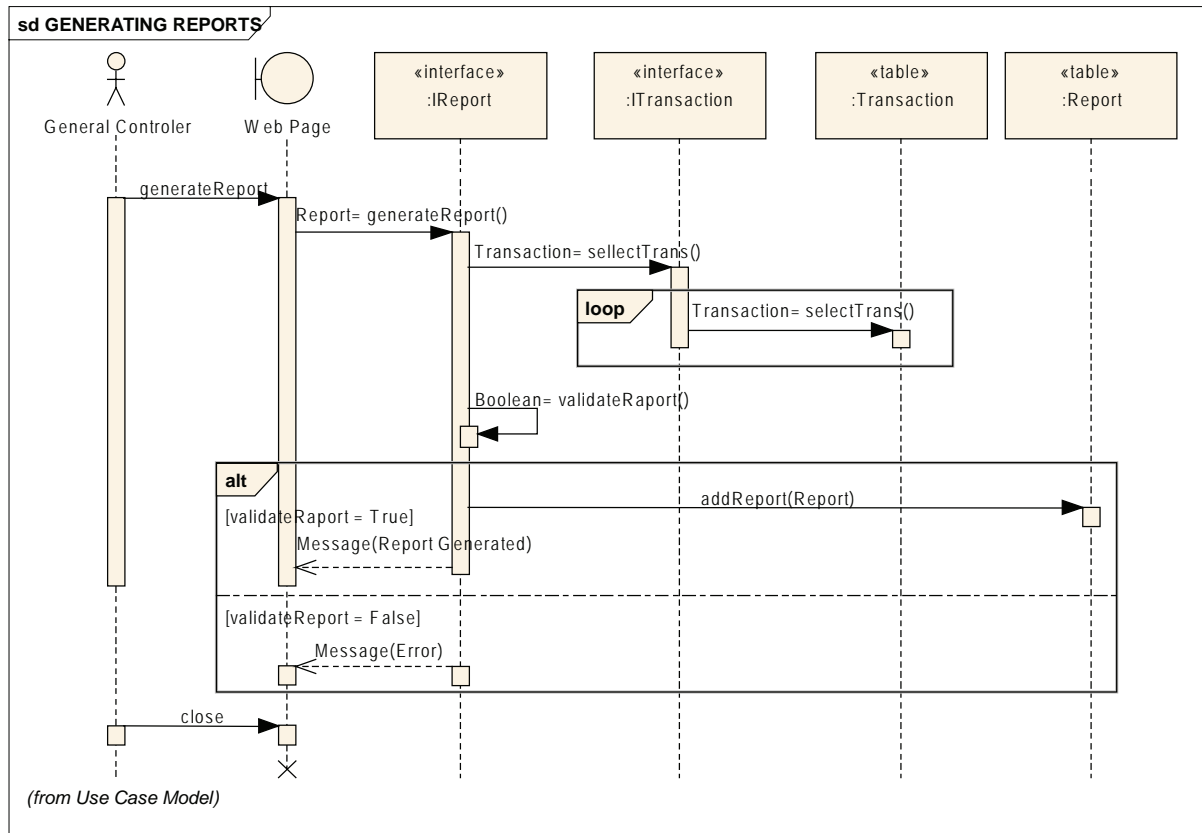 sd GENERATING REPORTS
General Controler
Web Page
«interface»
:IReport
«interface»
:ITransaction
«table»
:Transaction
«table»
:Report
generateReport
Report= generateReport()
Transaction= sellectTrans()
loop
Transaction= selectTrans()
Boolean= validateRaport()
alt
addReport(Report)
[validateRaport = True]
Message(Report Generated)
[validateReport = False]
Message(Error)
close
(from Use Case Model)